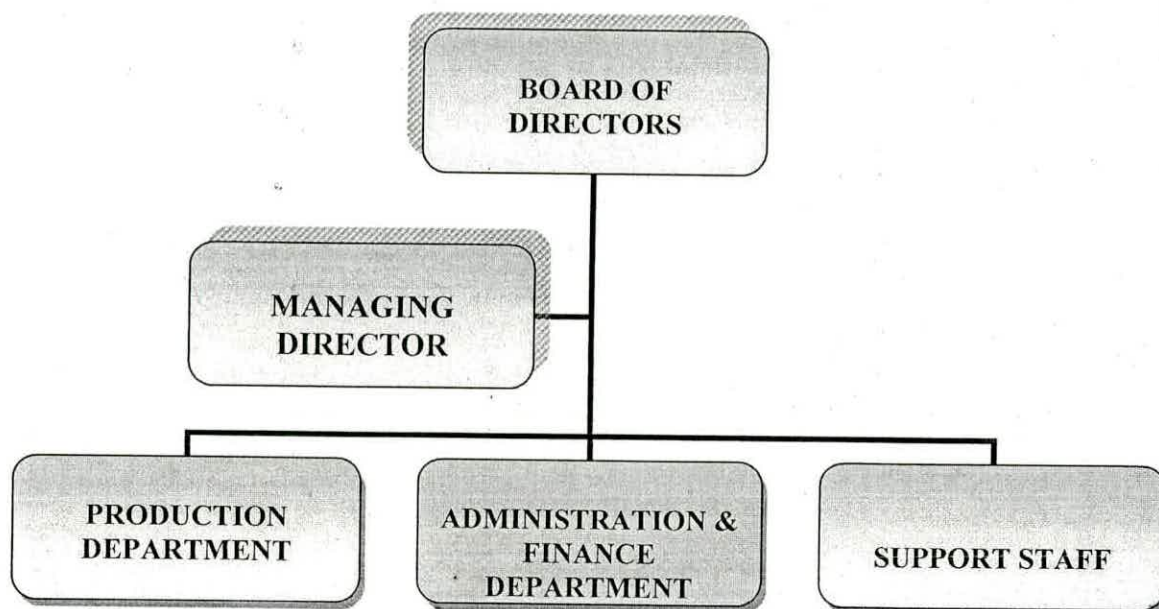 BOARD OF
DIRECTORS
MANAGING
DIRECTOR
PRODUCTION
DEPARTMENT
ADMINISTRATION &
FINANCE
DEPARTMENT
SUPPORT STAFF